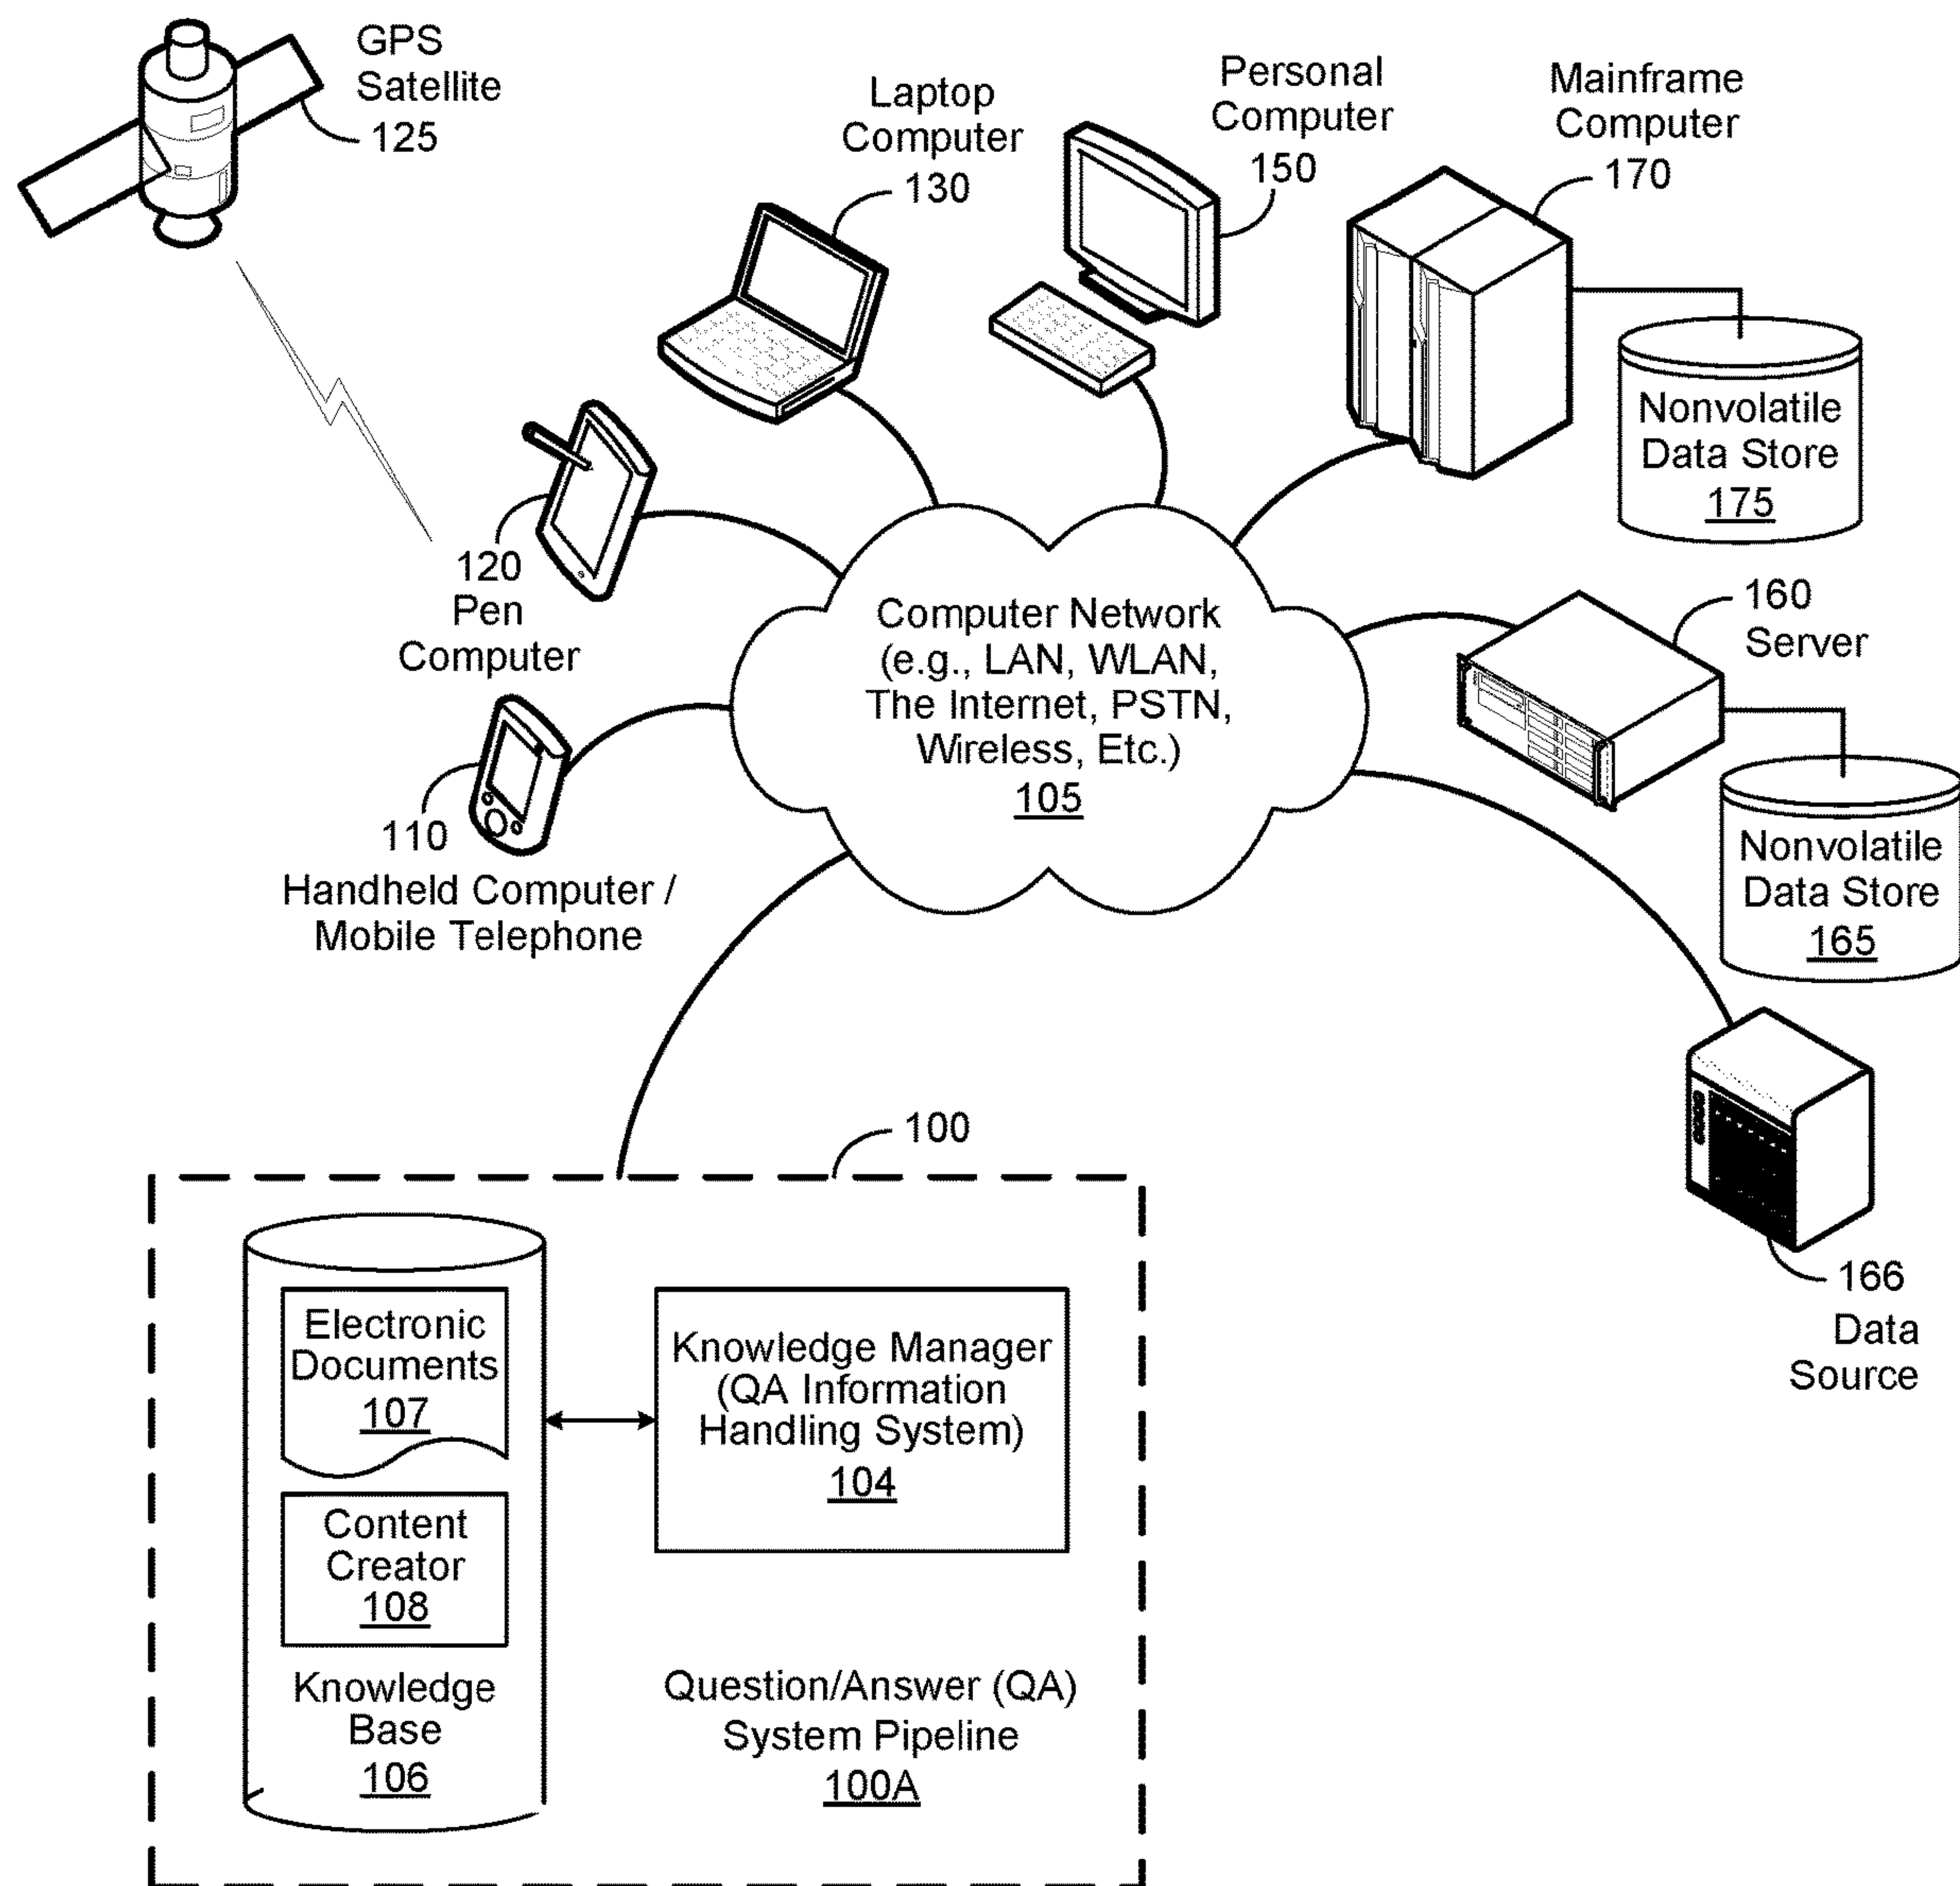 GPS
Satellite
125
Laptop
Computer
130
Personal
Computer
150
Mainframe
Computer
170
Nonvolatile
Data Store
175
120
Pen
Computer
Computer Network
(e.g., LAN, WLAN,
The Internet, PSTN,
Wireless, Etc.)
105
160
Server
110
Handheld Computer /
Mobile Telephone
Nonvolatile
Data Store
165
100
166
Data
Source
Electronic
Documents
107
Knowledge Manager
(QA Information
Handling System)
104
Content
Creator
108
Knowledge
Base
106
Question/Answer (QA)
System Pipeline
100A